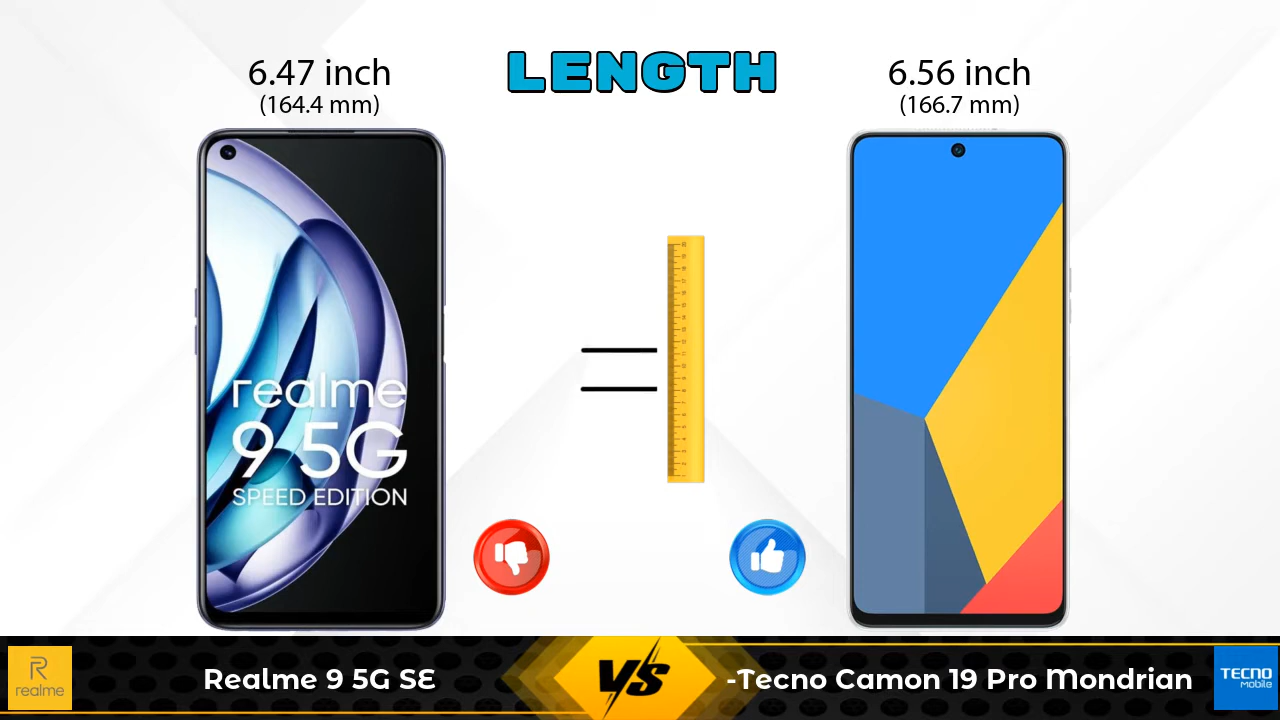 LENGTH
6.47 inch
(164.4 mm)
6.56 inch
(166.7 mm)
realme
9 5G
SPEED EDITION
realme
Realme 9 5G SE
VS
-Tecno Camon 19 Pro Mondrian
TECNO
mobile